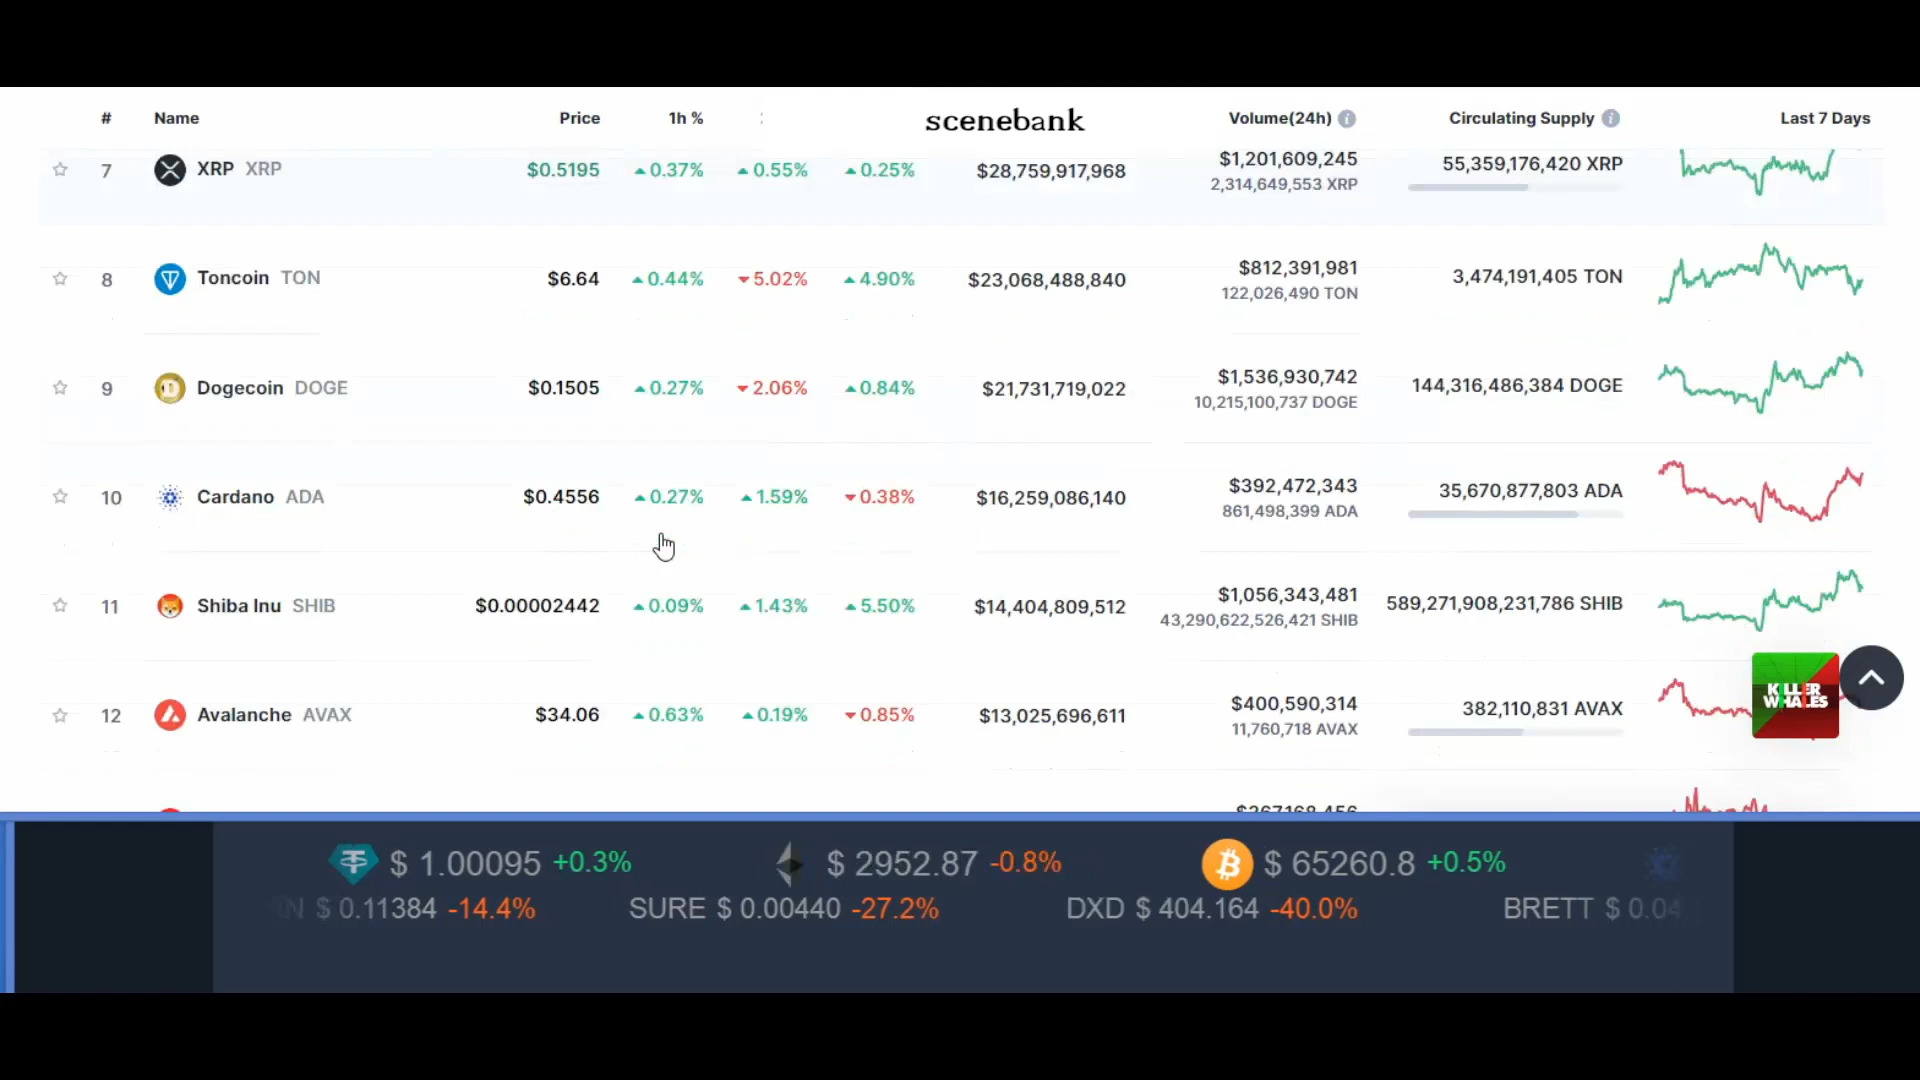 # Name Price 1h % scenebank Volume(24h) Circulating Supply Last 7 Days
7 XRP XRP $0.5195 0.37% 0.55% 0.25% $28,759,917,968 $1,201,609,245 55,359,176,420 XRP
2,314,649,553 XRP
8 Toncoin TON $6.64 0.44% 5.02% 4.90% $23,068,488,840 $812,391,981 3,474,191,405 TON
122,026,490 TON
9 Dogecoin DOGE $0.1505 0.27% 2.06% 0.84% $21,731,719,022 $1,536,930,742 144,316,486,384 DOGE
10,215,100,737 DOGE
10 Cardano ADA $0.4556 0.27% 1.59% 0.38% $16,259,086,140 $392,472,343 35,670,877,803 ADA
861,498,399 ADA
11 Shiba Inu SHIB $0.00002442 0.09% 1.43% 5.50% $14,404,809,512 $1,056,343,481 589,271,908,231,786 SHIB
43,290,622,526,421 SHIB
12 Avalanche AVAX $34.06 0.63% 0.19% 0.85% $13,025,696,611 $400,590,314 382,110,831 AVAX
11,760,718 AVAX
KILLER
WHALES
$ 1.00095 +0.3% $ 2952.87 -0.8% $ 65260.8 +0.5%
$ 0.11384 -14.4% SURE $ 0.00440 -27.2% DXD $ 404.164 -40.0% BRETT $ 0.04